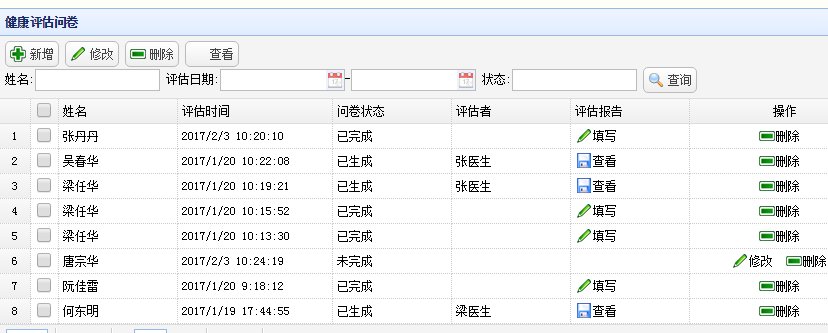 健康评估问卷
新增 修改 删除 查看
姓名: 评估日期: - 状态: 查询
姓名 评估时间 问卷状态 评估者 评估报告 操作
1 张丹丹 2017/2/3 10:20:10 已完成 填写 删除
2 吴春华 2017/1/20 10:22:08 已生成 张医生 查看 删除
3 梁任华 2017/1/20 10:19:21 已生成 张医生 查看 删除
4 梁任华 2017/1/20 10:15:52 已完成 填写 删除
5 梁任华 2017/1/20 10:13:30 已完成 填写 删除
6 唐宗华 2017/2/3 10:24:19 未完成 修改 删除
7 阮佳雷 2017/1/20 9:18:12 已完成 填写 删除
8 何东明 2017/1/19 17:44:55 已生成 梁医生 查看 删除